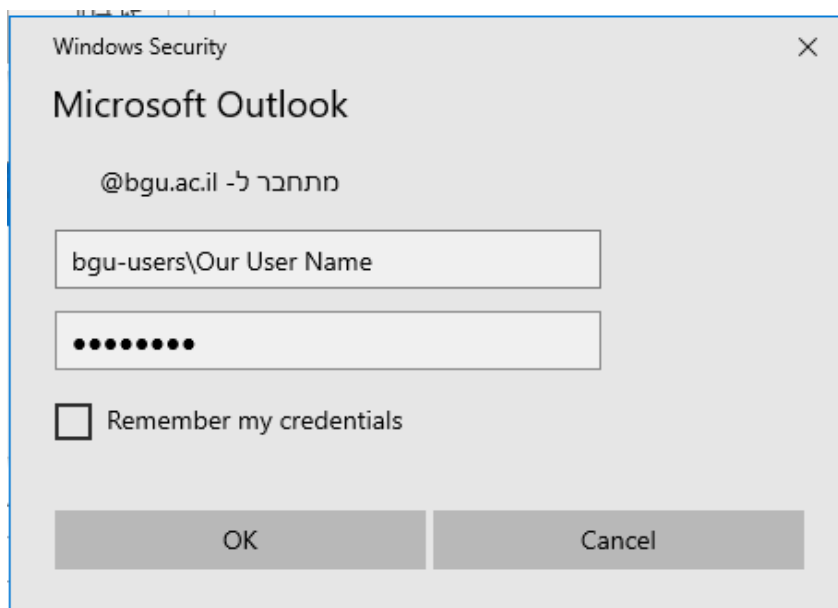 Windows Security
Microsoft Outlook
מתחבר ל- @bgu.ac.il
bgu-users\Our User Name
Remember my credentials
OK
Cancel